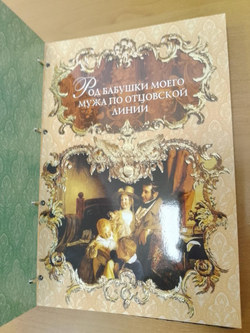 Род бабушки моего
мужа по отцовской
линии